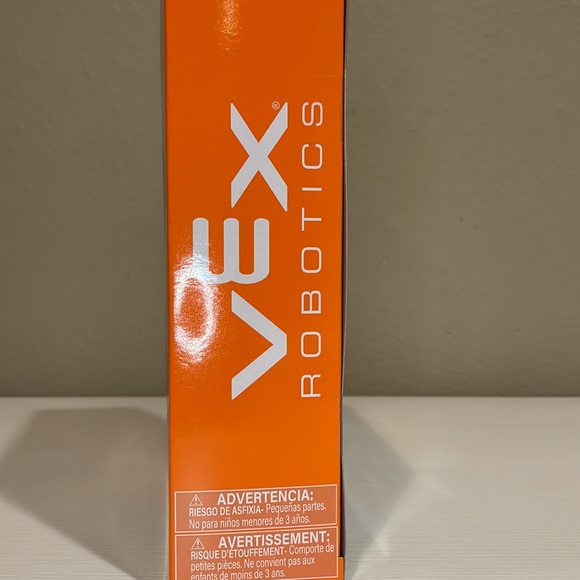 VEX®
ROBOTICS
⚠ ADVERTENCIA:
RIESGO DE ASFIXIA- Pequeñas partes.
No para niños menores de 3 años.
⚠ AVERTISSEMENT:
RISQUE D'ÉTOUFFEMENT- Comporte de
petites pièces. Ne convient pas aux
enfants de moins de 3 ans.